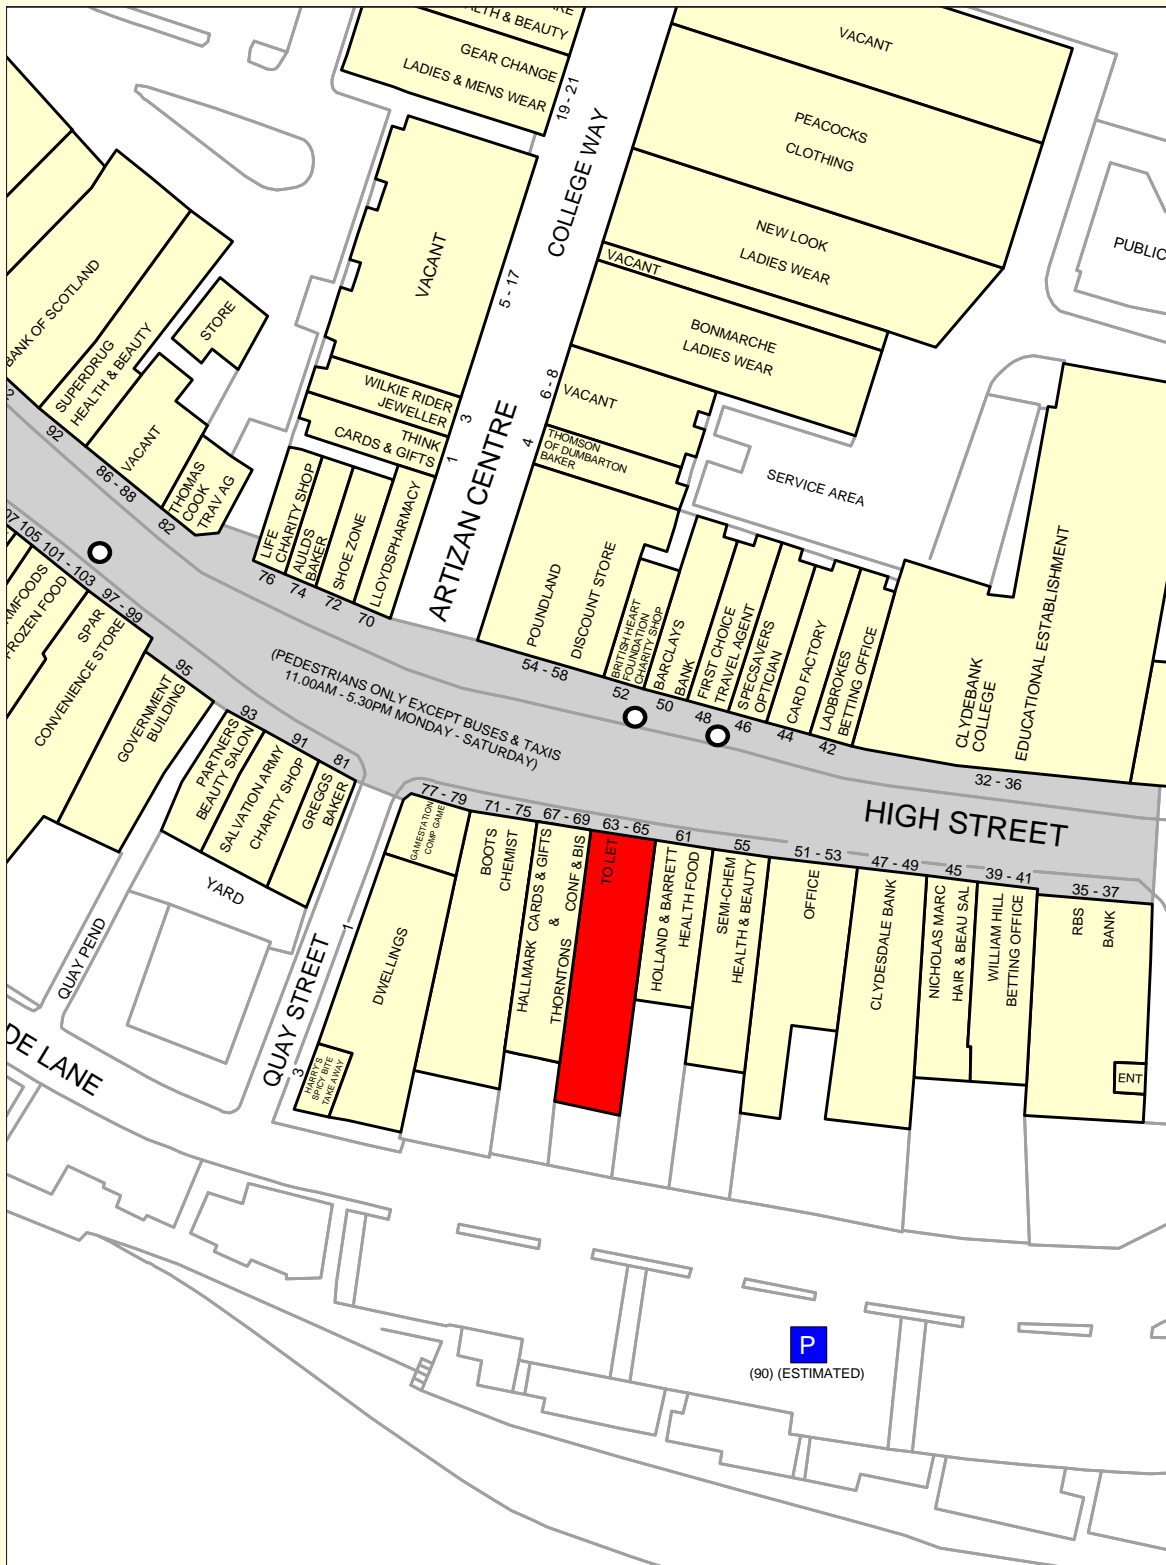 LTH & BEAUTY
GEAR CHANGE
LADIES & MENS WEAR
19 - 21
COLLEGE WAY
VACANT
PEACOCKS
CLOTHING
NEW LOOK
LADIES WEAR
VACANT
PUBLIC
VACANT
5 - 17
BONMARCHE
LADIES WEAR
BANK OF SCOTLAND
SUPERDRUG
HEALTH & BEAUTY
STORE
WILKIE RIDER
JEWELLER
3
THINK
CARDS & GIFTS
1
ARTIZAN CENTRE
6 - 8
VACANT
4
THOMSON
OF DUMBARTON
BAKER
SERVICE AREA
92
VACANT
86 - 88
THOMAS
COOK
TRAV AG
82
LIFE
CHARITY SHOP
76
AULDS
BAKER
74
SHOE ZONE
72
LLOYDSPHARMACY
70
POUNDLAND
DISCOUNT STORE
54 - 58
BRITISH HEART
FOUNDATION
CHARITY SHOP
52
BARCLAYS
BANK
50
FIRST CHOICE
TRAVEL AGENT
48
SPECSAVERS
OPTICIAN
46
CARD FACTORY
44
LADBROKES
BETTING OFFICE
42
CLYDEBANK
COLLEGE
EDUCATIONAL ESTABLISHMENT
32 - 36
07 105 101 - 103
97 - 99
RMFOODS
FROZEN FOOD
SPAR
CONVENIENCE STORE
95
GOVERNMENT
BUILDING
93
PARTNERS
BEAUTY SALON
91
SALVATION ARMY
CHARITY SHOP
81
GREGGS
BAKER
(PEDESTRIANS ONLY EXCEPT BUSES & TAXIS
11.00AM - 5.30PM MONDAY - SATURDAY)
HIGH STREET
77 - 79
GAMESTATION
COMP GAME
71 - 75
BOOTS
CHEMIST
67 - 69
HALLMARK CARDS & GIFTS
&
THORNTONS CONF & BIS
63 - 65
TO LET
61
HOLLAND & BARRETT
HEALTH FOOD
55
SEMI-CHEM
HEALTH & BEAUTY
51 - 53
OFFICE
47 - 49
CLYDESDALE BANK
45
NICHOLAS MARC
HAIR & BEAU SAL
39 - 41
WILLIAM HILL
BETTING OFFICE
35 - 37
RBS
BANK
ENT
YARD
QUAY PEND
DE LANE
QUAY STREET
1
DWELLINGS
3
HARRY'S
SPICY BITE
TAKE AWAY
P
(90) (ESTIMATED)